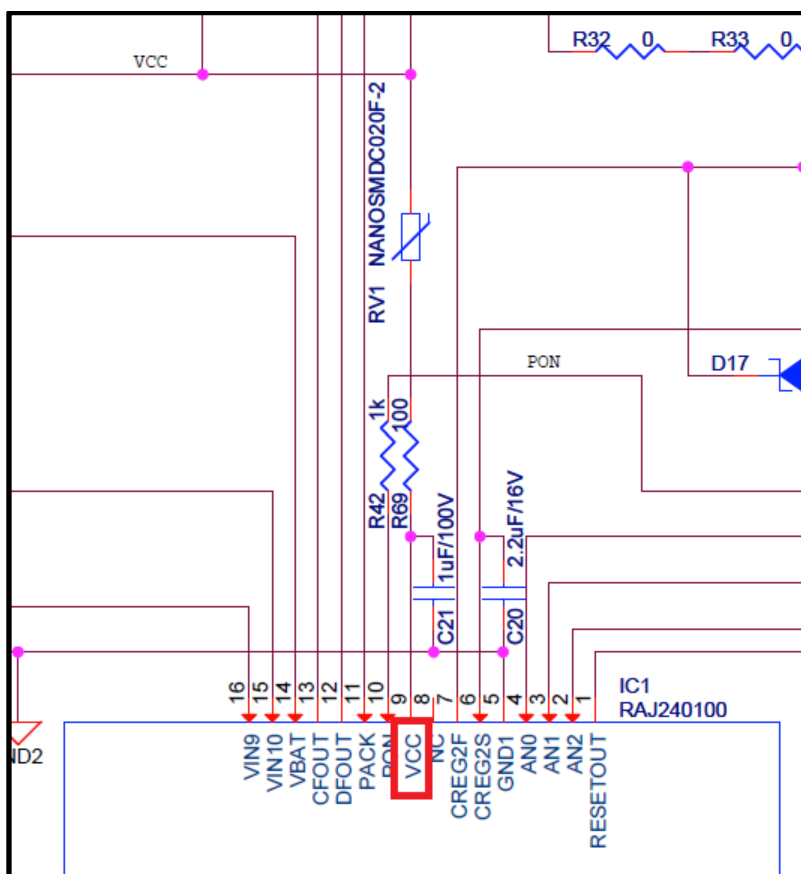 R32 0 R33 0
VCC
NANOSMDC020F-2
RV1
PON
D17
1k
100
R42
R69
1uF/100V
C21
2.2uF/16V
C20
16
15
14
13
12
11
10
9
8
7
6
5
4
3
2
1
IC1
RAJ240100
ND2
VIN9
VIN10
VBAT
CFOUT
DFOUT
PACK
PON
VCC
NC
CREG2F
CREG2S
GND1
AN0
AN1
AN2
RESETOUT